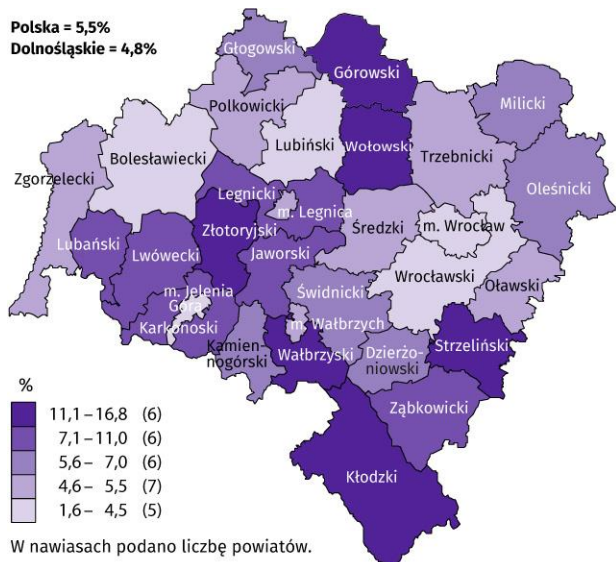 Polska = 5,5%
Dolnośląskie = 4,8%
Głogowski
Górowski
Milicki
Polkowicki
Lubiński
Wołowski
Trzebnicki
Bolesławiecki
Zgorzelecki
Oleśnicki
Legnicki
m. Legnica
Złotoryjski
Średzki
m. Wrocław
Lubański
Lwówecki
Jaworski
Wrocławski
m. Jelenia
Góra
Świdnicki
Oławski
Karkonoski
m. Wałbrzych
Kamien-
nogórski
Wałbrzyski
Dzierżo-
niowski
Strzeliński
Ząbkowicki
Kłodzki
%
11,1 – 16,8 (6)
7,1 – 11,0 (6)
5,6 – 7,0 (6)
4,6 – 5,5 (7)
1,6 – 4,5 (5)
W nawiasach podano liczbę powiatów.